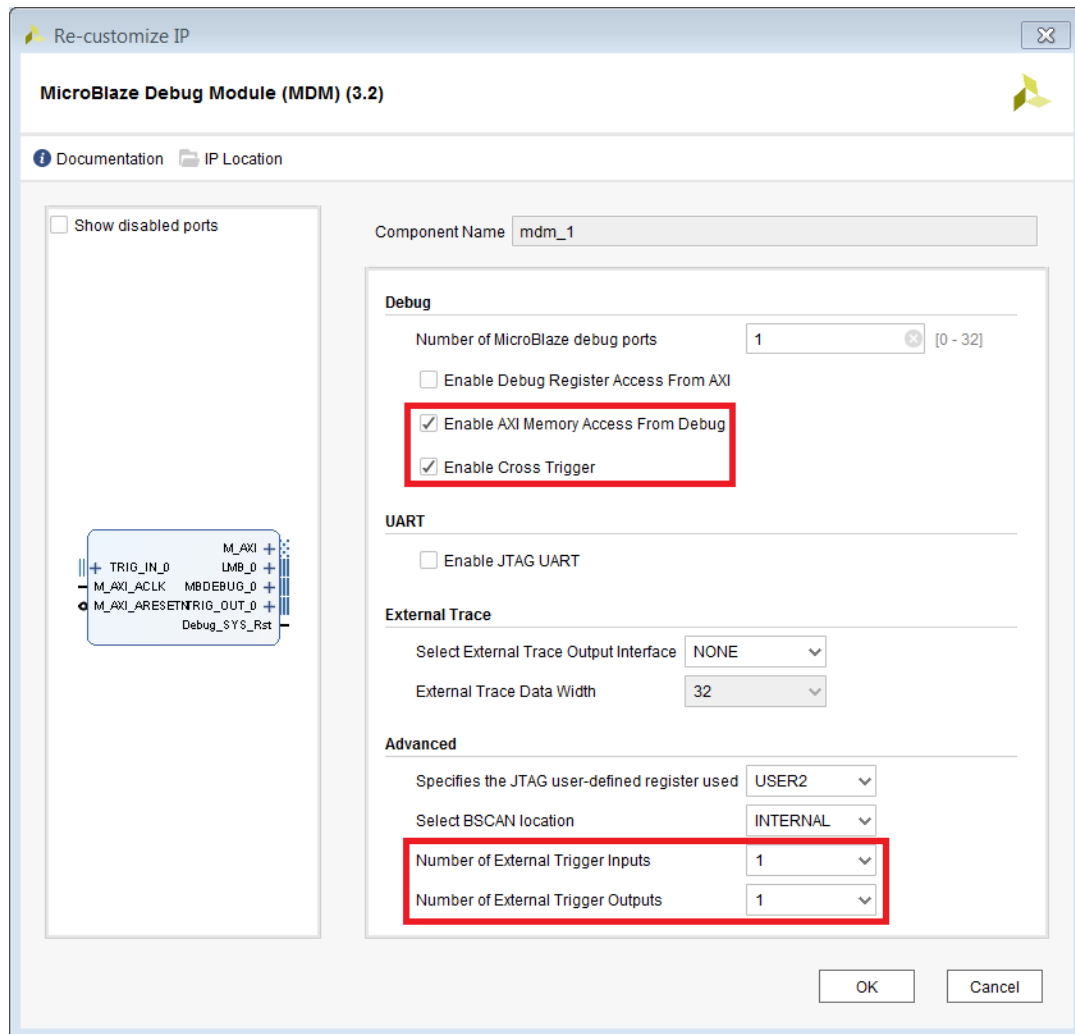 Re-customize IP
MicroBlaze Debug Module (MDM) (3.2)
Documentation IP Location
Show disabled ports
M_AXI
TRIG_IN_0 LMB_0
M_AXI_ACLK MBDEBUG_0
M_AXI_ARESETN TRIG_OUT_0
Debug_SYS_Rst
Component Name mdm_1
Debug
Number of MicroBlaze debug ports 1 [0 - 32]
Enable Debug Register Access From AXI
Enable AXI Memory Access From Debug
Enable Cross Trigger
UART
Enable JTAG UART
External Trace
Select External Trace Output Interface NONE
External Trace Data Width 32
Advanced
Specifies the JTAG user-defined register used USER2
Select BSCAN location INTERNAL
Number of External Trigger Inputs 1
Number of External Trigger Outputs 1
OK Cancel